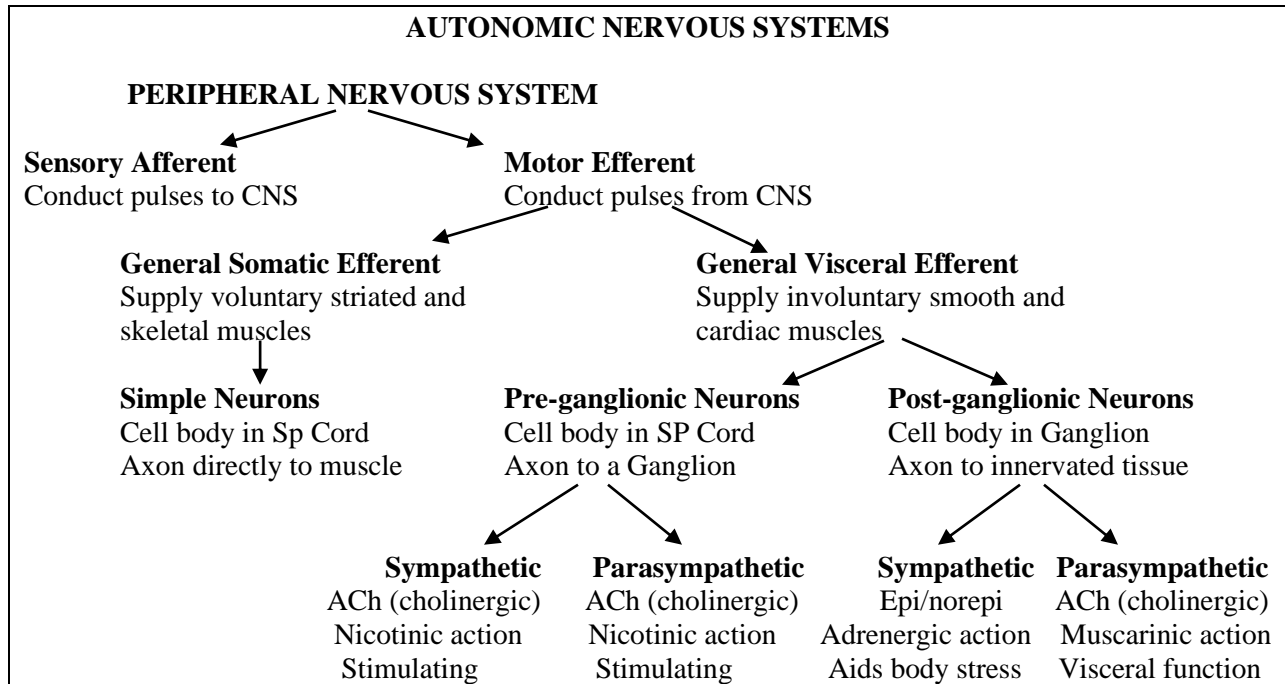 AUTONOMIC NERVOUS SYSTEMS
PERIPHERAL NERVOUS SYSTEM
Sensory Afferent
Conduct pulses to CNS
Motor Efferent
Conduct pulses from CNS
General Somatic Efferent
Supply voluntary striated and
skeletal muscles
General Visceral Efferent
Supply involuntary smooth and
cardiac muscles
Simple Neurons
Cell body in Sp Cord
Axon directly to muscle
Pre-ganglionic Neurons
Cell body in SP Cord
Axon to a Ganglion
Post-ganglionic Neurons
Cell body in Ganglion
Axon to innervated tissue
Sympathetic
ACh (cholinergic)
Nicotinic action
Stimulating
Parasympathetic
ACh (cholinergic)
Nicotinic action
Stimulating
Sympathetic
Epi/norepi
Adrenergic action
Aids body stress
Parasympathetic
ACh (cholinergic)
Muscarinic action
Visceral function